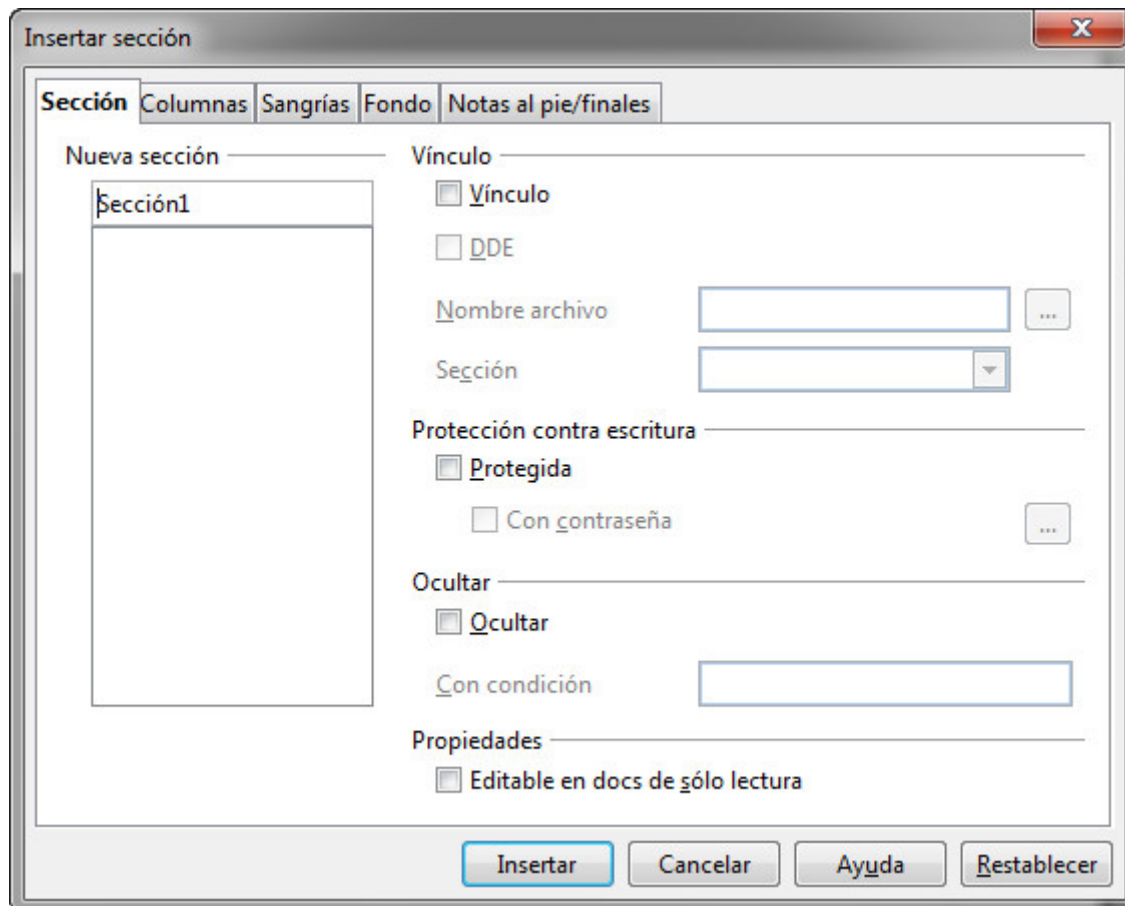 Insertar sección
Sección Columnas Sangrías Fondo Notas al pie/finales
Nueva sección
Sección1
Vínculo
Vínculo
DDE
Nombre archivo
...
Sección
Protección contra escritura
Protegida
Con contraseña
...
Ocultar
Ocultar
Con condición
Propiedades
Editable en docs de sólo lectura
Insertar Cancelar Ayuda Restablecer